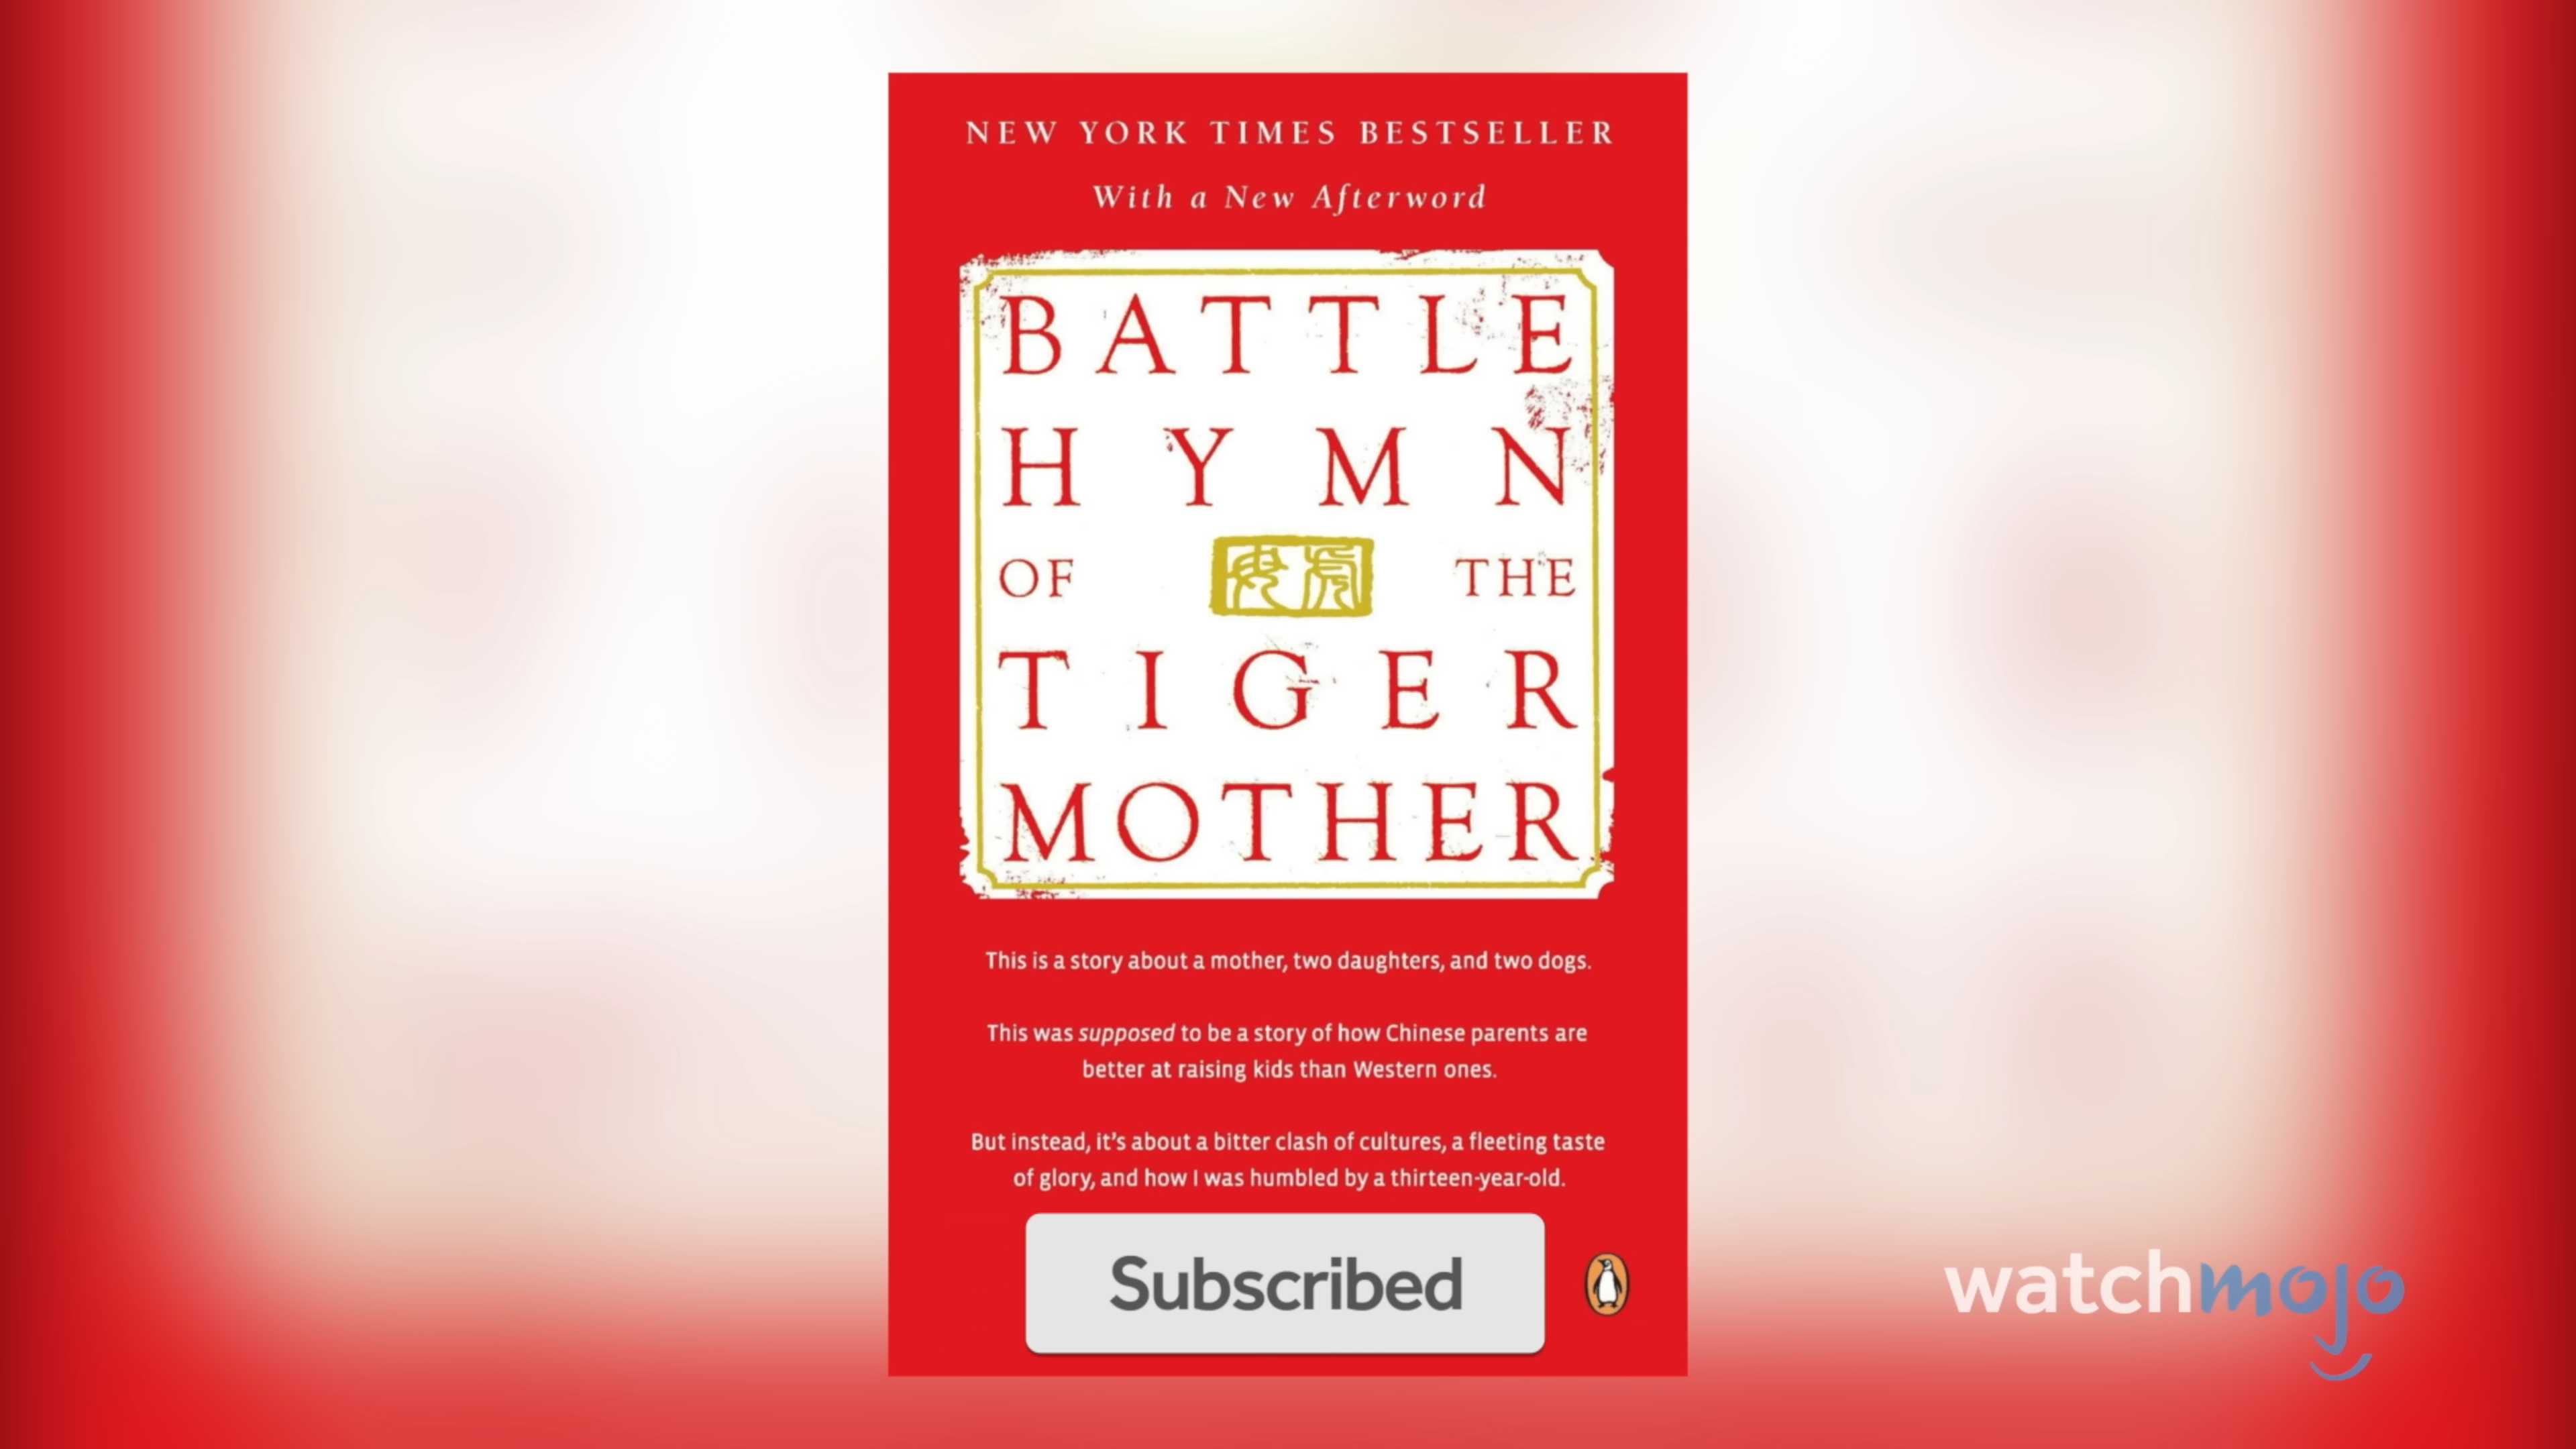 NEW YORK TIMES BESTSELLER
With a New Afterword
BATTLE
HYMN
OF 母虎 THE
TIGER
MOTHER
This is a story about a mother, two daughters, and two dogs.
This was supposed to be a story of how Chinese parents are
better at raising kids than Western ones.
But instead, it's about a bitter clash of cultures, a fleeting taste
of glory, and how I was humbled by a thirteen-year-old.
Subscribed
watchmojo